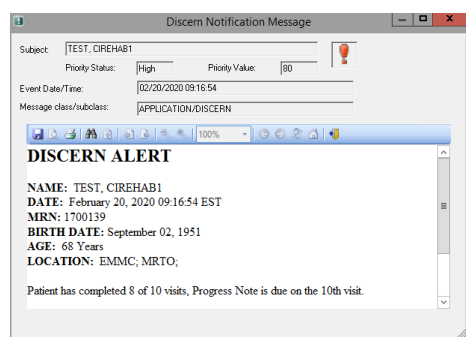 Discern Notification Message
Subject: TEST, CIREHAB1
Priority Status: High Priority Value: 80
Event Date/Time: 02/20/2020 09:16:54
Message class/subclass: APPLICATION/DISCERN
100%
DISCERN ALERT
NAME: TEST, CIREHAB1
DATE: February 20, 2020 09:16:54 EST
MRN: 1700139
BIRTH DATE: September 02, 1951
AGE: 68 Years
LOCATION: EMMC; MRTO;
Patient has completed 8 of 10 visits, Progress Note is due on the 10th visit.